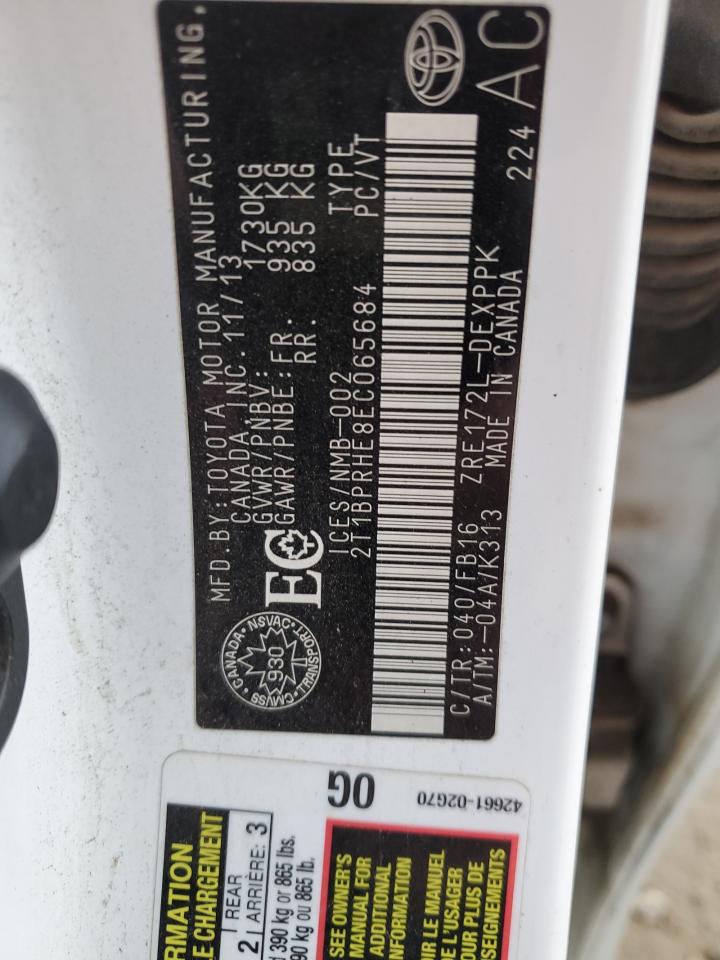 MFD.BY:TOYOTA MOTOR MANUFACTURING.
CANADA,INC.11/13
GVWR/PNBV: 1730KG
GAWR/PNBE:FR. 935 KG
RR. 835 KG
CANADA · NSVAC · TRANSPORT · CMVSS ·
930
EC
ICES/NMB-002 TYPE
2T1BPRHE8EC065684 PC/VT
C/TR:040/FB16 ZRE172L-DEXPPK 224
A/TM:-04A/K313 MADE IN CANADA AC
OG
42661-02G70
RMATION
E CHARGEMENT
2 REAR 3
ARRIÈRE:
390 kg or 865 lbs.
90 kg ou 865 lb.
SEE OWNER'S
MANUAL FOR
ADDITIONAL
NFORMATION
IR LE MANUEL
E L'USAGER
OUR PLUS DE
SEIGNEMENTS